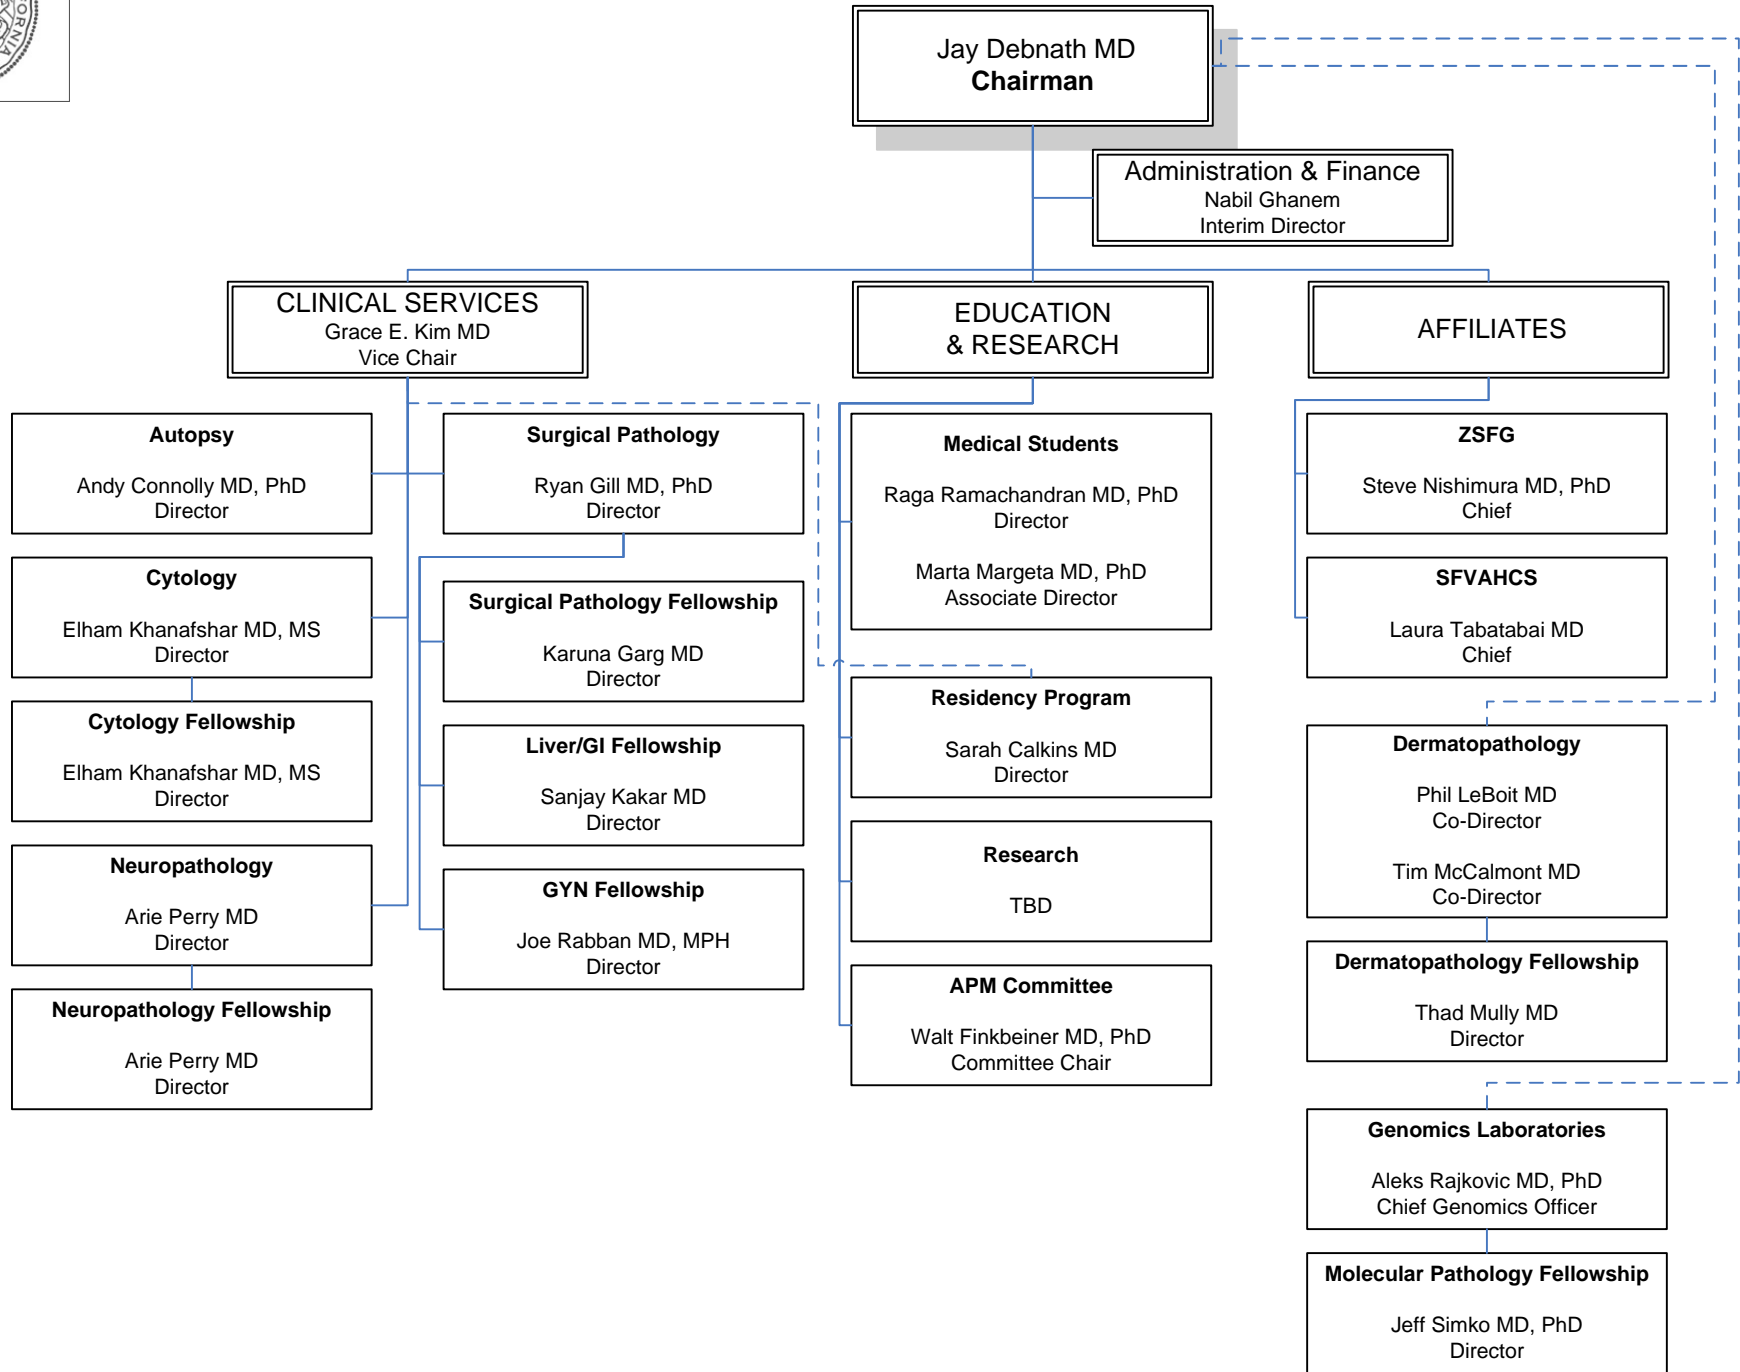 ORNIA
Jay Debnath MD
Chairman
Administration & Finance
Nabil Ghanem
Interim Director
CLINICAL SERVICES
Grace E. Kim MD
Vice Chair
EDUCATION
& RESEARCH
AFFILIATES
Autopsy
Andy Connolly MD, PhD
Director
Cytology
Elham Khanafshar MD, MS
Director
Cytology Fellowship
Elham Khanafshar MD, MS
Director
Neuropathology
Arie Perry MD
Director
Neuropathology Fellowship
Arie Perry MD
Director
Surgical Pathology
Ryan Gill MD, PhD
Director
Surgical Pathology Fellowship
Karuna Garg MD
Director
Liver/GI Fellowship
Sanjay Kakar MD
Director
GYN Fellowship
Joe Rabban MD, MPH
Director
Medical Students
Raga Ramachandran MD, PhD
Director
Marta Margeta MD, PhD
Associate Director
Residency Program
Sarah Calkins MD
Director
Research
TBD
APM Committee
Walt Finkbeiner MD, PhD
Committee Chair
ZSFG
Steve Nishimura MD, PhD
Chief
SFVAHCS
Laura Tabatabai MD
Chief
Dermatopathology
Phil LeBoit MD
Co-Director
Tim McCalmont MD
Co-Director
Dermatopathology Fellowship
Thad Mully MD
Director
Genomics Laboratories
Aleks Rajkovic MD, PhD
Chief Genomics Officer
Molecular Pathology Fellowship
Jeff Simko MD, PhD
Director